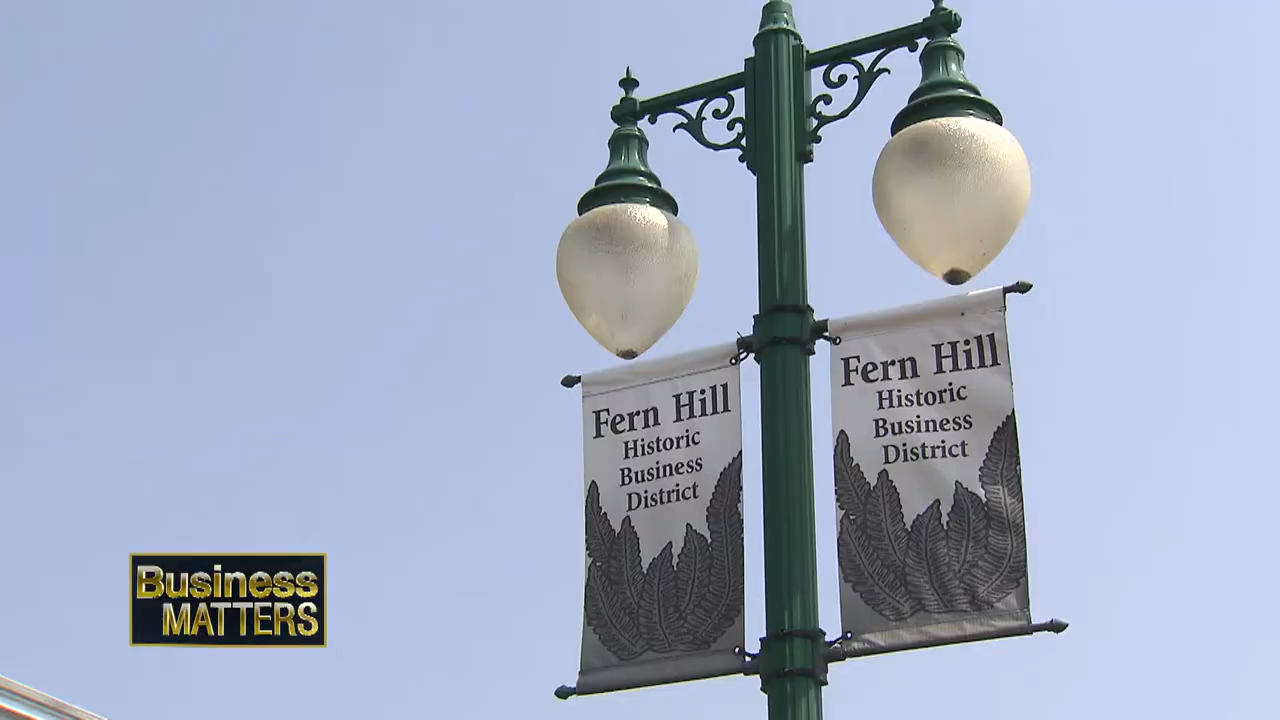 Fern Hill
Historic
Business
District
Fern Hill
Historic
Business
District
Business
MATTERS